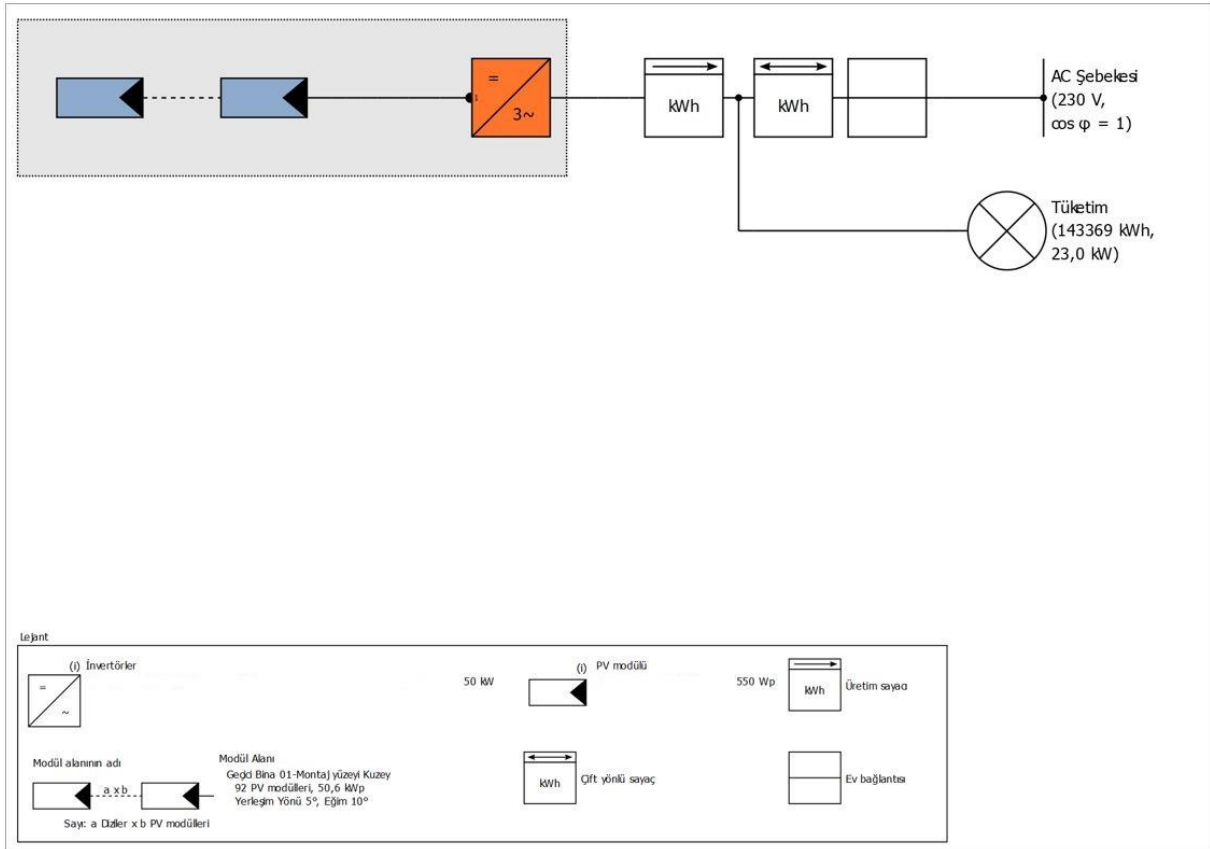 =
3~
1
kWh
kWh
AC Şebekesi
(230 V,
cos φ = 1)
Tüketim
(143369 kWh,
23,0 kW)
Lejant
(i) İnvertörler
50 kW
=
~
(i) PV modülü
550 Wp
kWh
Üretim sayacı
Modül alanının adı
a x b
Sayı: a Diziler x b PV modülleri
Modül Alanı
Geçici Bina 01-Montaj yüzeyi Kuzey
92 PV modülleri, 50,6 kWp
Yerleşim Yönü 5°, Eğim 10°
kWh
Çift yönlü sayaç
Ev bağlantısı